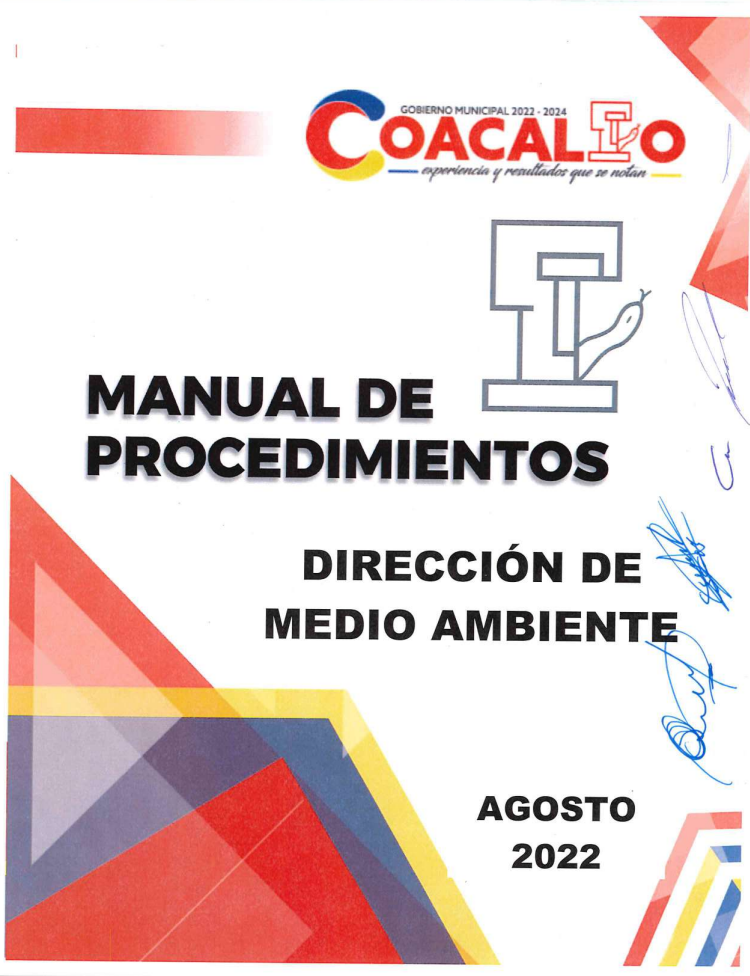 GOBIERNO MUNICIPAL 2022 - 2024
COACALCO
experiencia y resultados que se notan
MANUAL DE
PROCEDIMIENTOS
DIRECCIÓN DE
MEDIO AMBIENTE
AGOSTO
2022